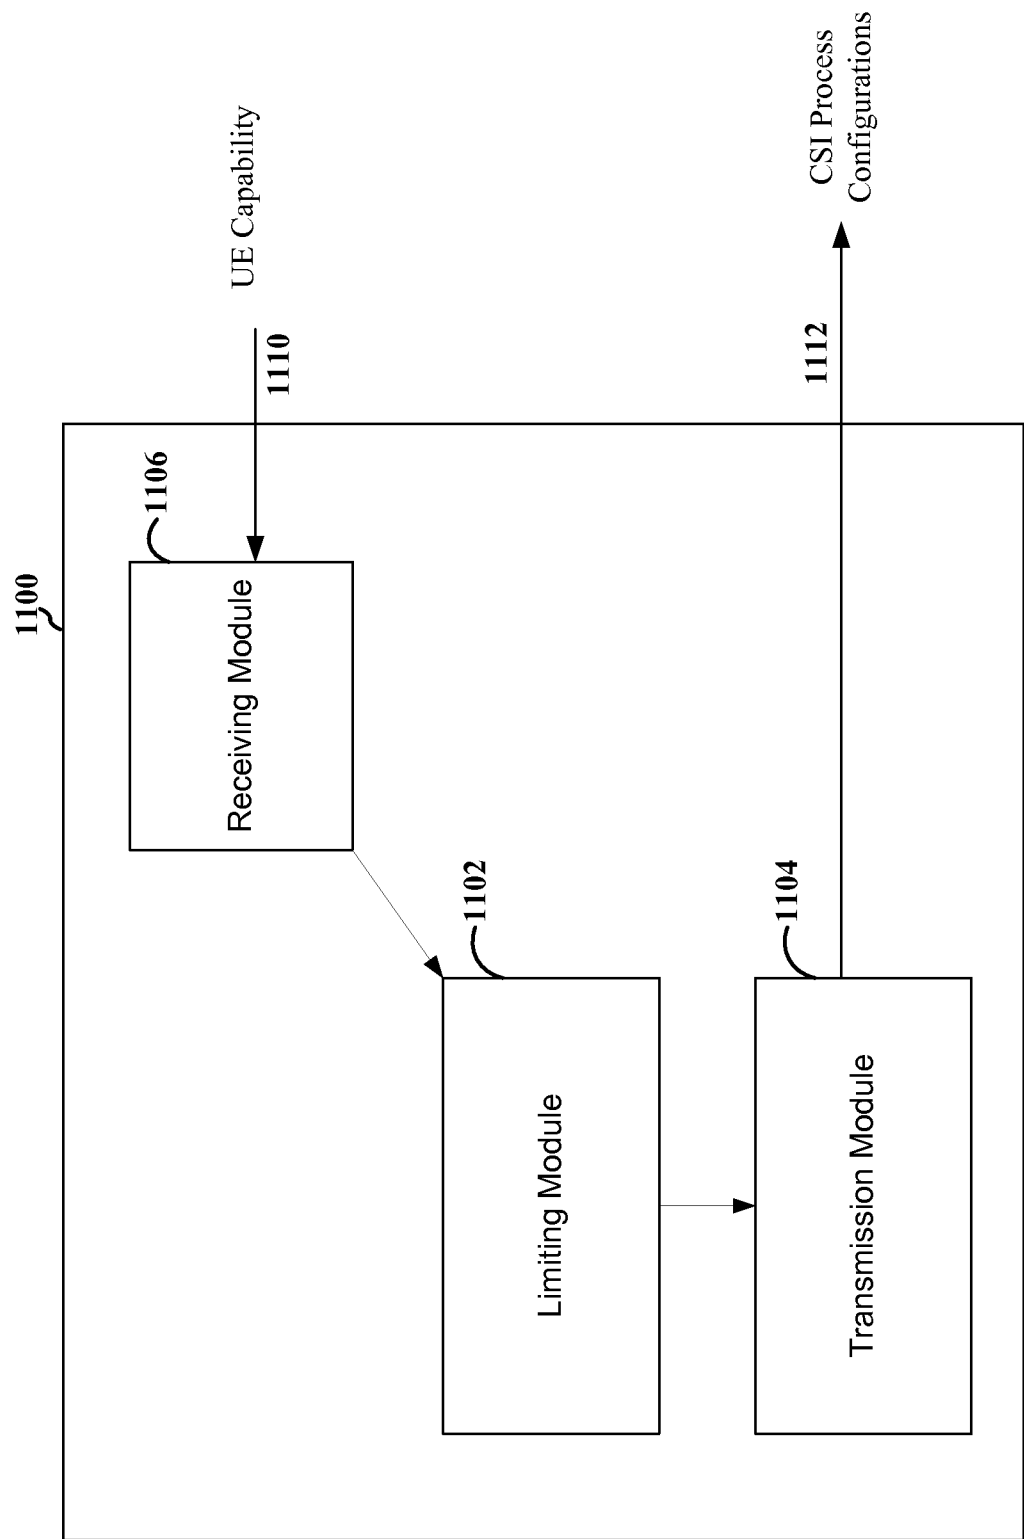 1100
1106
Receiving Module
UE Capability
1110
1102
Limiting Module
1104
Transmission Module
1112
CSI Process
Configurations